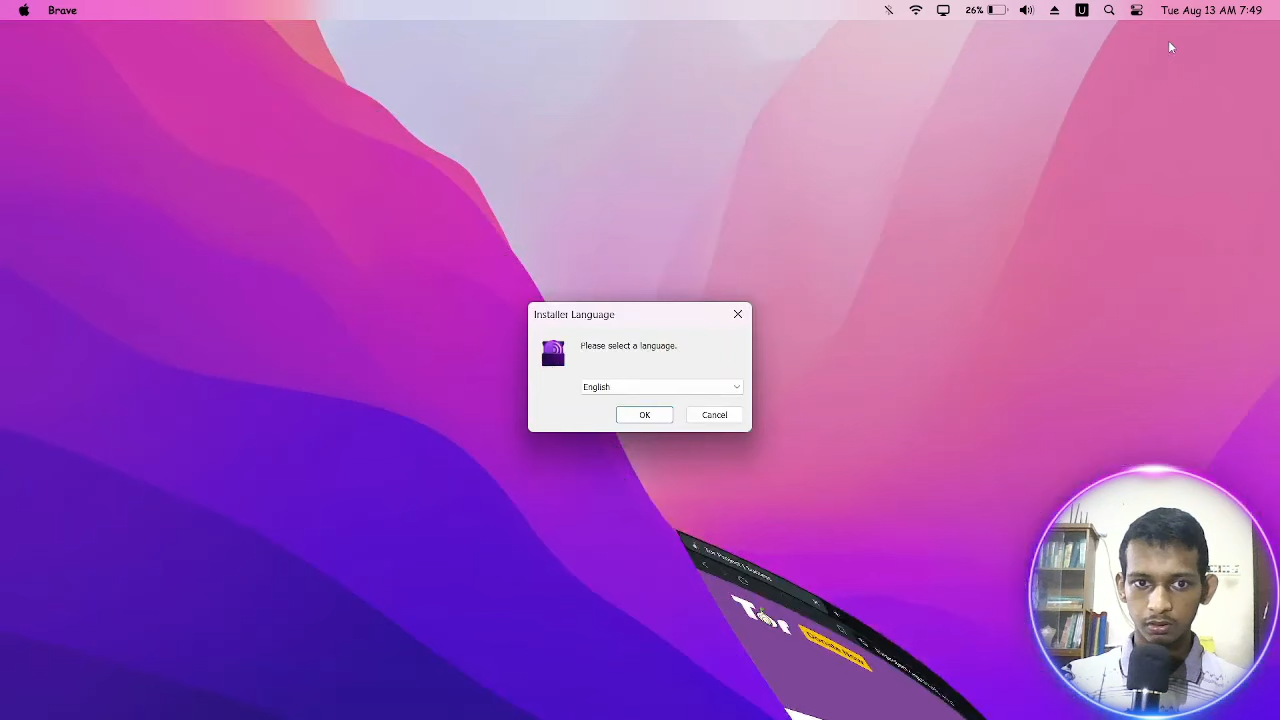 Brave
26%
U
Tue Aug 13 AM 7:49
Installer Language
Please select a language.
English
OK
Cancel
Tor